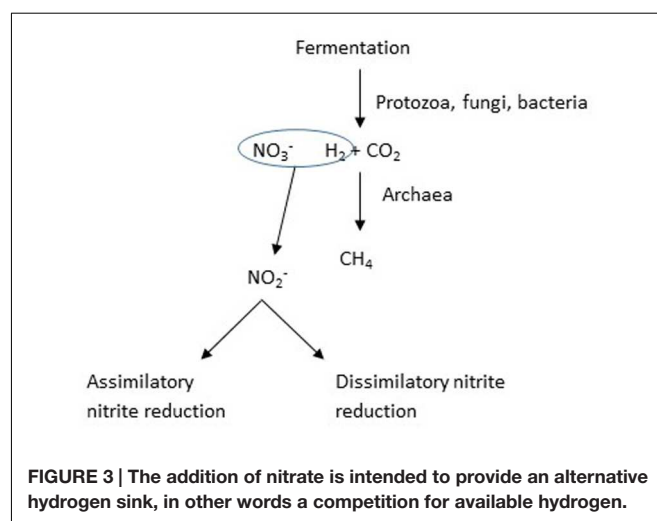 Fermentation
Protozoa, fungi, bacteria
NO₃⁻ H₂ + CO₂
Archaea
CH₄
NO₂⁻
Assimilatory
nitrite reduction
Dissimilatory nitrite
reduction
FIGURE 3 | The addition of nitrate is intended to provide an alternative
hydrogen sink, in other words a competition for available hydrogen.